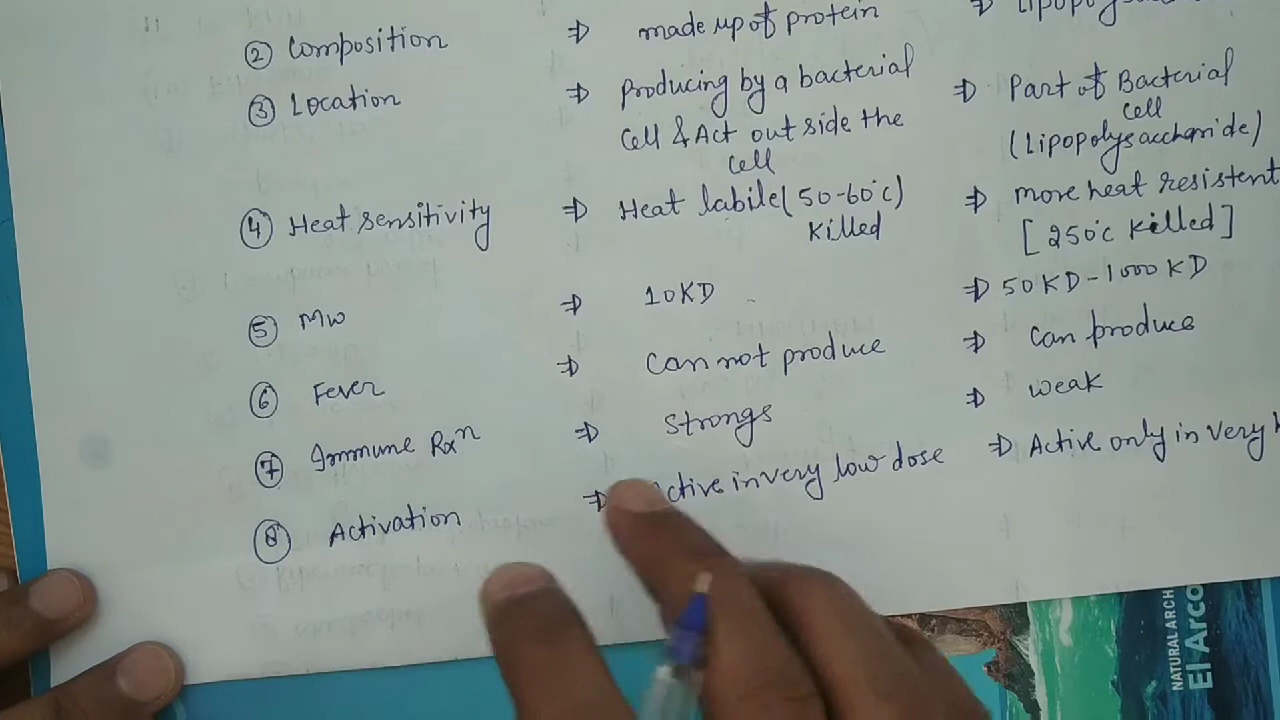 ② Composition ⇒ made up of protein ⇒
③ Location ⇒ Producing by a bacterial ⇒ Part of Bacterial
cell & Act out side the cell
cell (Lipopolysaccharide)
④ Heat sensitivity ⇒ Heat labile (50-60°c) ⇒ more heat resistent
killed [250°c killed]
⑤ Mw ⇒ 10KD ⇒ 50KD-1000KD
⑥ Fever ⇒ Can not produce ⇒ Can produce
⑦ Immune Rxⁿ ⇒ Strongs ⇒ weak
⑧ Activation ⇒ Active in very low dose ⇒ Active only in very
NATURAL ARCH
El Arco